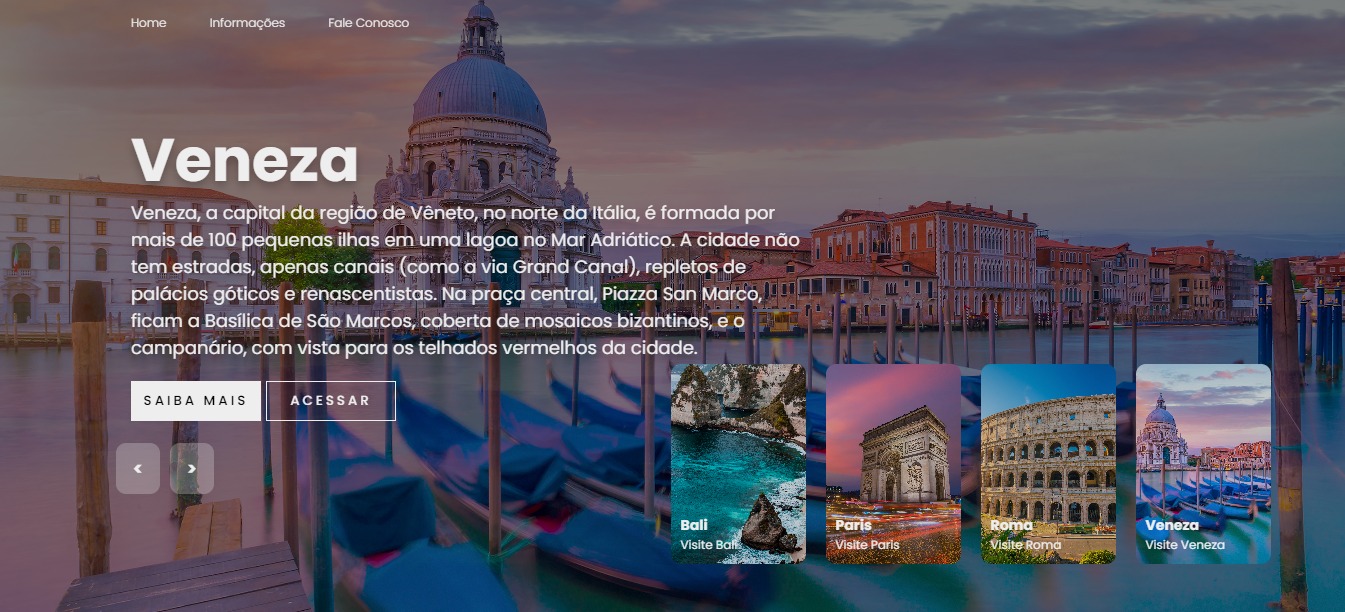 Home Informações Fale Conosco
Veneza
Veneza, a capital da região de Vêneto, no norte da Itália, é formada por
mais de 100 pequenas ilhas em uma lagoa no Mar Adriático. A cidade não
tem estradas, apenas canais (como a via Grand Canal), repletos de
palácios góticos e renascentistas. Na praça central, Piazza San Marco,
ficam a Basílica de São Marcos, coberta de mosaicos bizantinos, e o
campanário, com vista para os telhados vermelhos da cidade.
SAIBA MAIS ACESSAR
< >
Bali
Visite Bali
Paris
Visite Paris
Roma
Visite Roma
Veneza
Visite Veneza